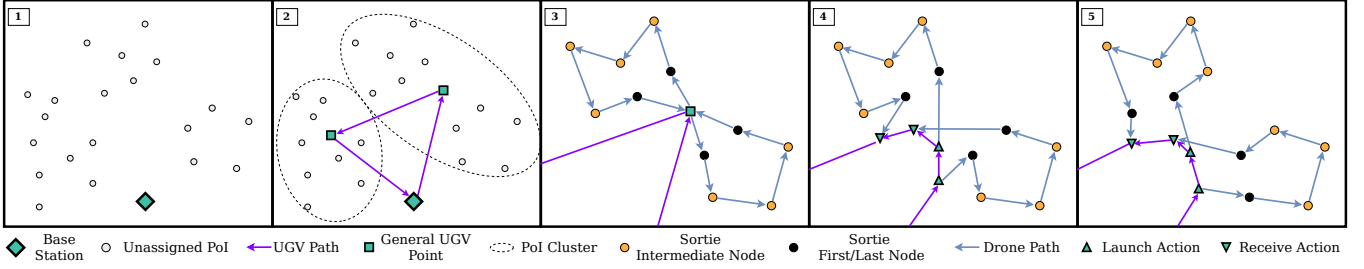 1
2
3
4
5
Base
Station
Unassigned PoI
UGV Path
General UGV
Point
PoI Cluster
Sortie
Intermediate Node
Sortie
First/Last Node
Drone Path
Launch Action
Receive Action